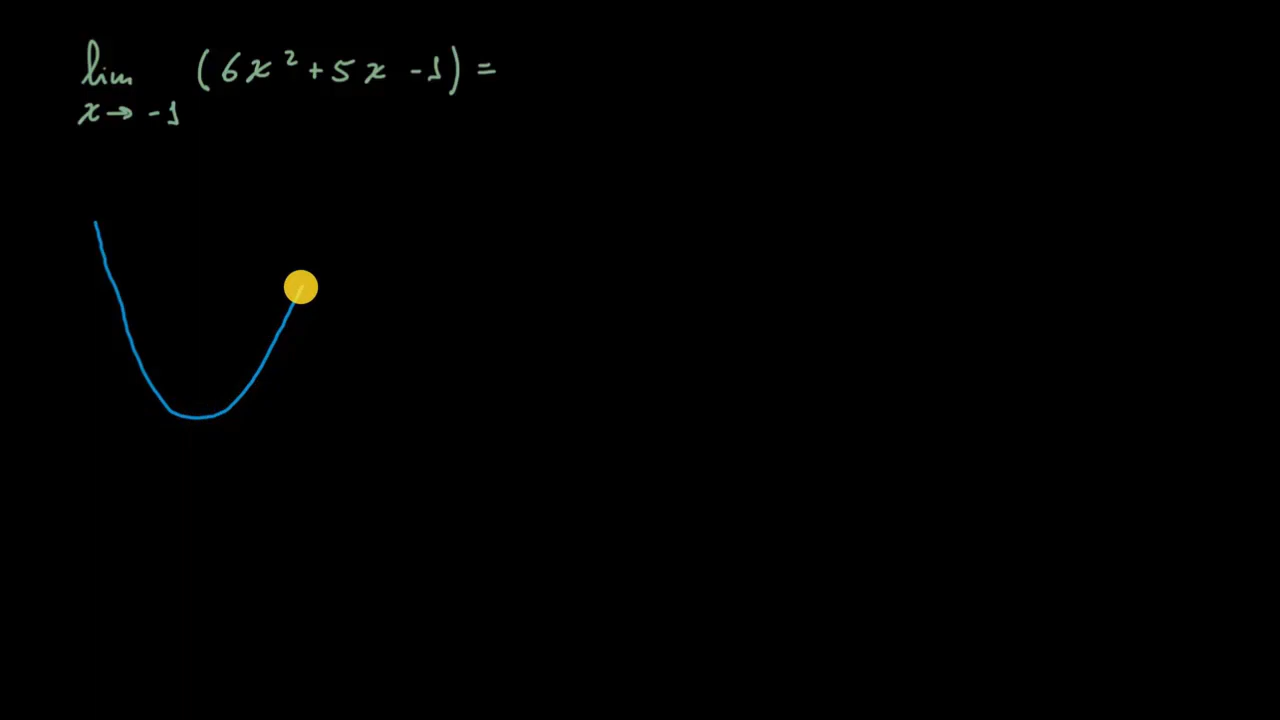 lim (6x² + 5x - 1) =
x → -1